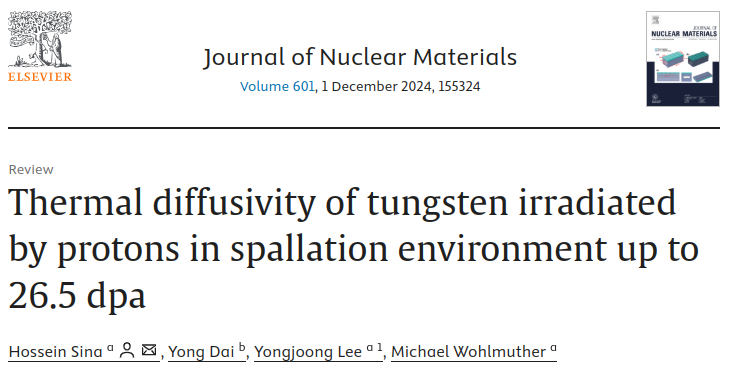 ELSEVIER
Journal of Nuclear Materials
Volume 601, 1 December 2024, 155324
JOURNAL OF
NUCLEAR MATERIALS
Review
Thermal diffusivity of tungsten irradiated
by protons in spallation environment up to
26.5 dpa
Hossein Sina a, Yong Dai b, Yongjoong Lee a 1, Michael Wohlmuther a